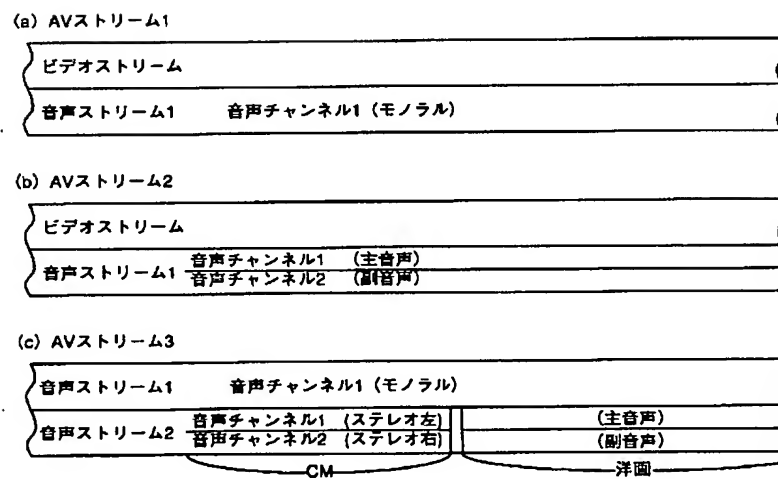 (a) AVストリーム1
ビデオストリーム
音声ストリーム1 音声チャンネル1 (モノラル)
(b) AVストリーム2
ビデオストリーム
音声ストリーム1
音声チャンネル1 (主音声)
音声チャンネル2 (副音声)
(c) AVストリーム3
音声ストリーム1 音声チャンネル1 (モノラル)
音声ストリーム2
音声チャンネル1 (ステレオ左) (主音声)
音声チャンネル2 (ステレオ右) (副音声)
CM 洋画